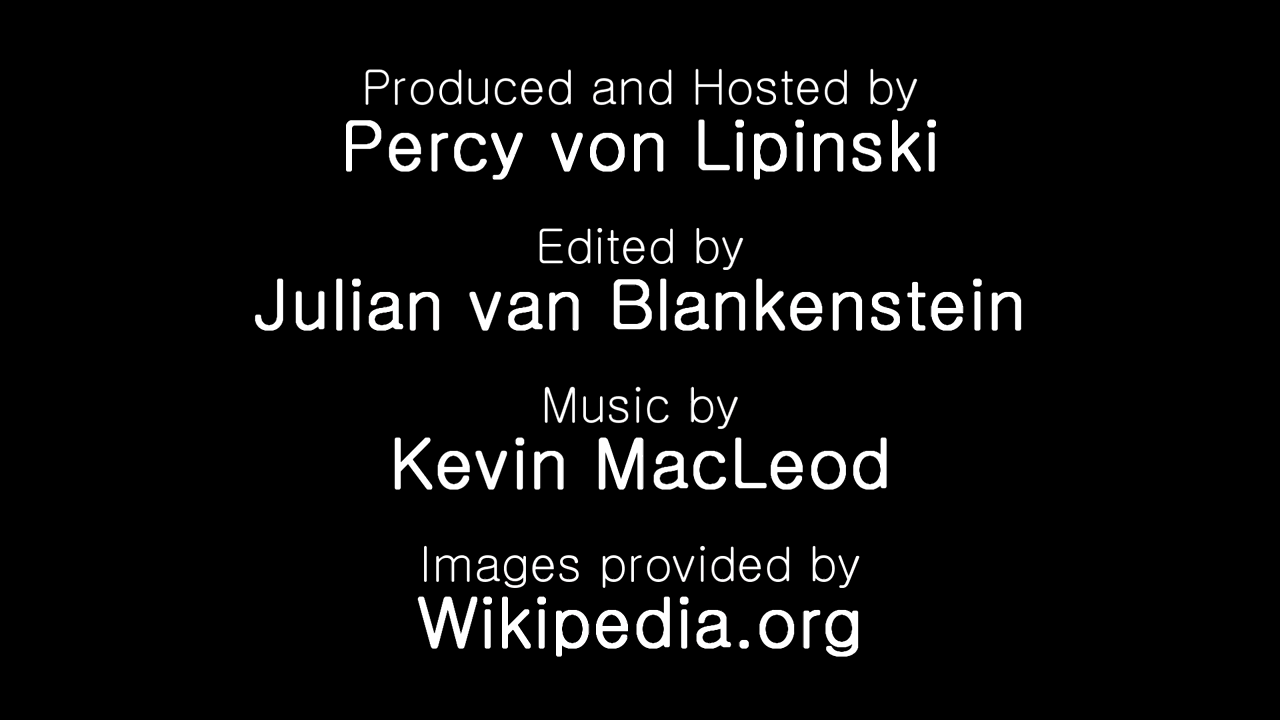 Produced and Hosted by
Percy von Lipinski
Edited by
Julian van Blankenstein
Music by
Kevin MacLeod
Images provided by
Wikipedia.org